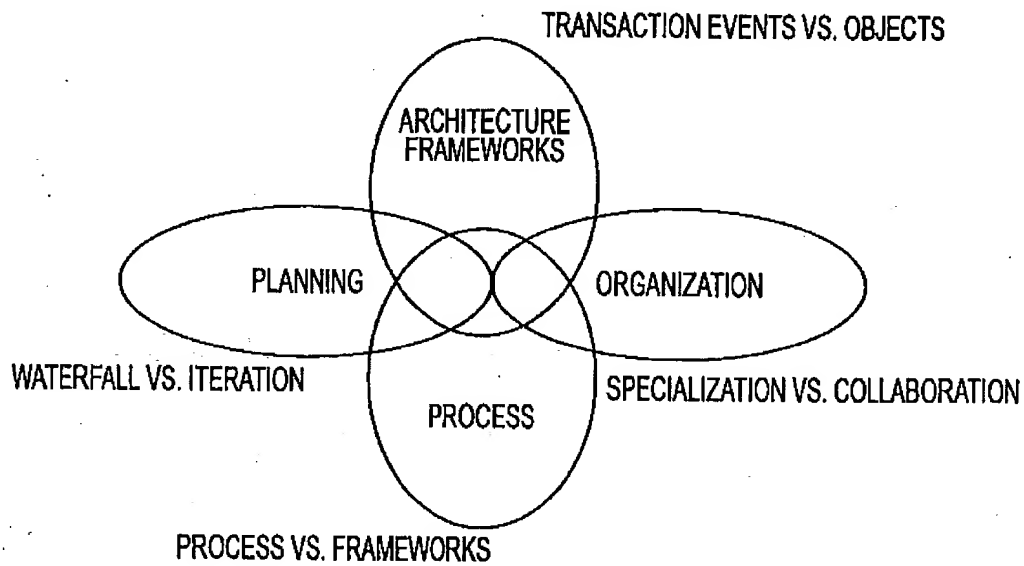 TRANSACTION EVENTS VS. OBJECTS
ARCHITECTURE
FRAMEWORKS
PLANNING
ORGANIZATION
WATERFALL VS. ITERATION
SPECIALIZATION VS. COLLABORATION
PROCESS
PROCESS VS. FRAMEWORKS